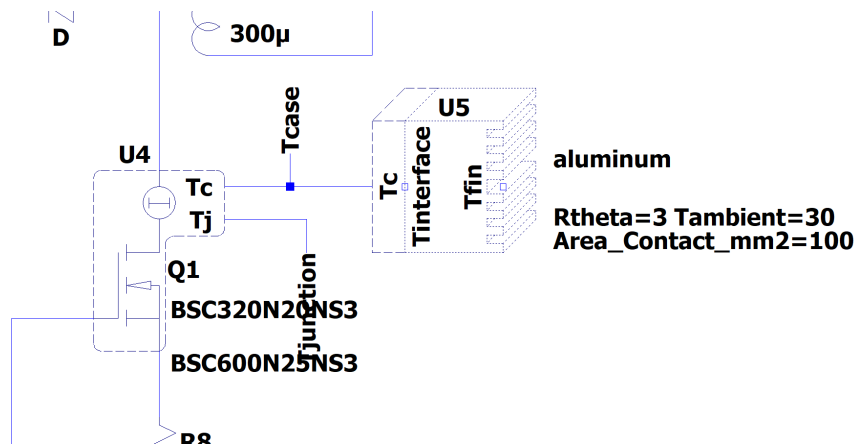 D
300µ
Tcase
U5
U4
aluminum
Tc
Tj
Tc
Tinterface
Tfin
Rtheta=3 Tambient=30
Area_Contact_mm2=100
Q1
Tjunction
BSC320N20NS3
BSC600N25NS3
R8